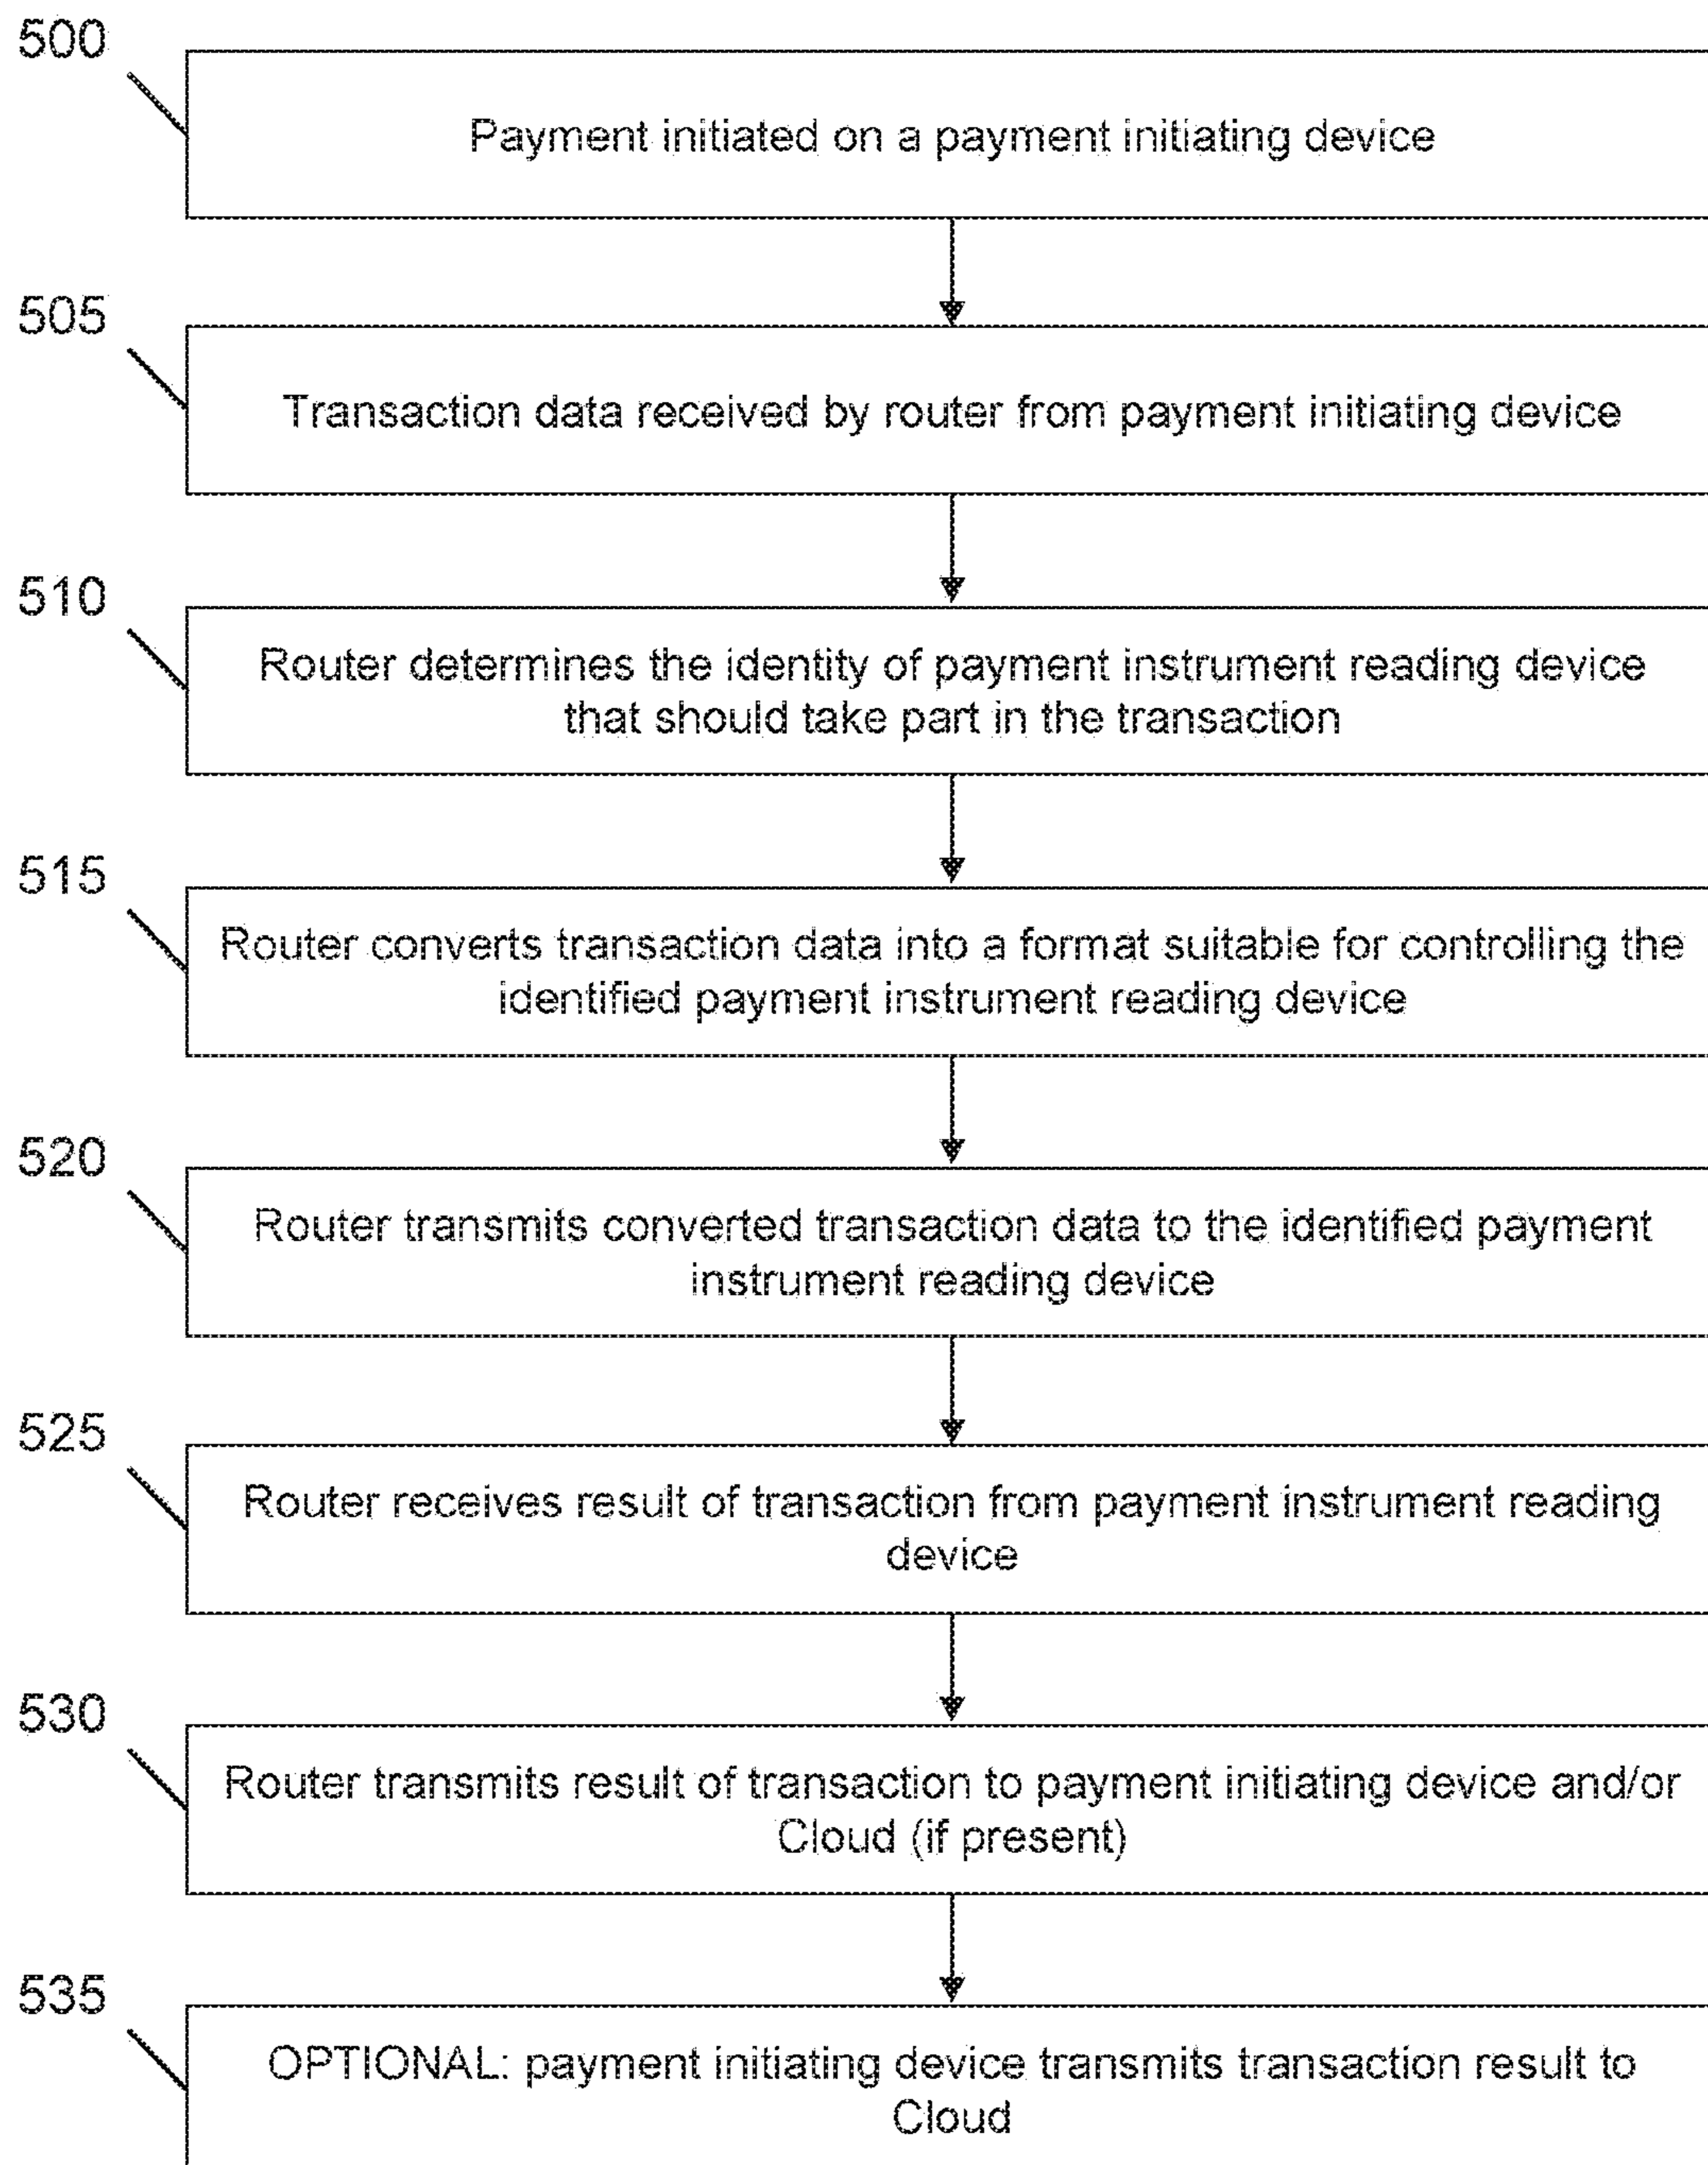 500
Payment initiated on a payment initiating device
505
Transaction data received by router from payment initiating device
510
Router determines the identity of payment instrument reading device
that should take part in the transaction
515
Router converts transaction data into a format suitable for controlling the
identified payment instrument reading device
520
Router transmits converted transaction data to the identified payment
instrument reading device
525
Router receives result of transaction from payment instrument reading
device
530
Router transmits result of transaction to payment initiating device and/or
Cloud (if present)
535
OPTIONAL: payment initiating device transmits transaction result to
Cloud